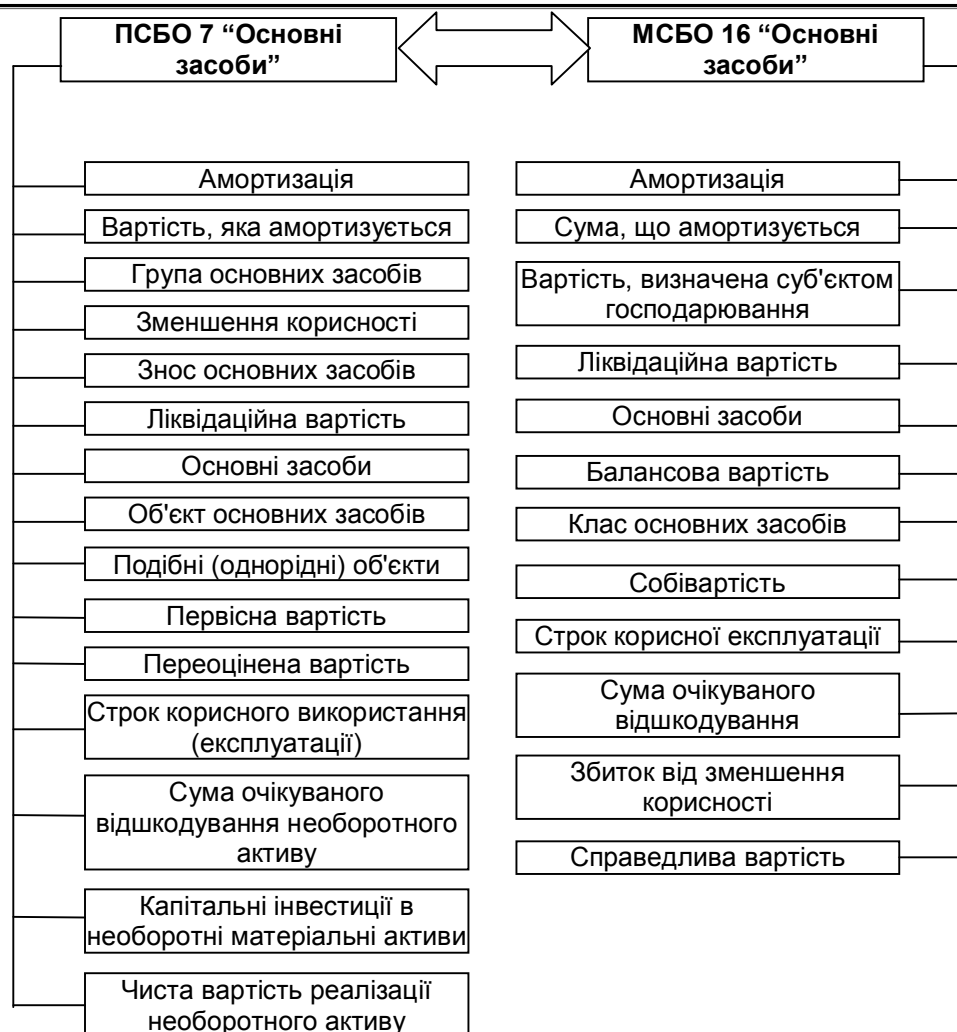 ПСБО 7 “Основні
засоби”
МСБО 16 “Основні
засоби”
Амортизація
Вартість, яка амортизується
Група основних засобів
Зменшення корисності
Знос основних засобів
Ліквідаційна вартість
Основні засоби
Об'єкт основних засобів
Подібні (однорідні) об'єкти
Первісна вартість
Переоцінена вартість
Строк корисного використання
(експлуатації)
Сума очікуваного
відшкодування необоротного
активу
Капітальні інвестиції в
необоротні матеріальні активи
Чиста вартість реалізації
необоротного активу
Амортизація
Сума, що амортизується
Вартість, визначена суб'єктом
господарювання
Ліквідаційна вартість
Основні засоби
Балансова вартість
Клас основних засобів
Собівартість
Строк корисної експлуатації
Сума очікуваного
відшкодування
Збиток від зменшення
корисності
Справедлива вартість